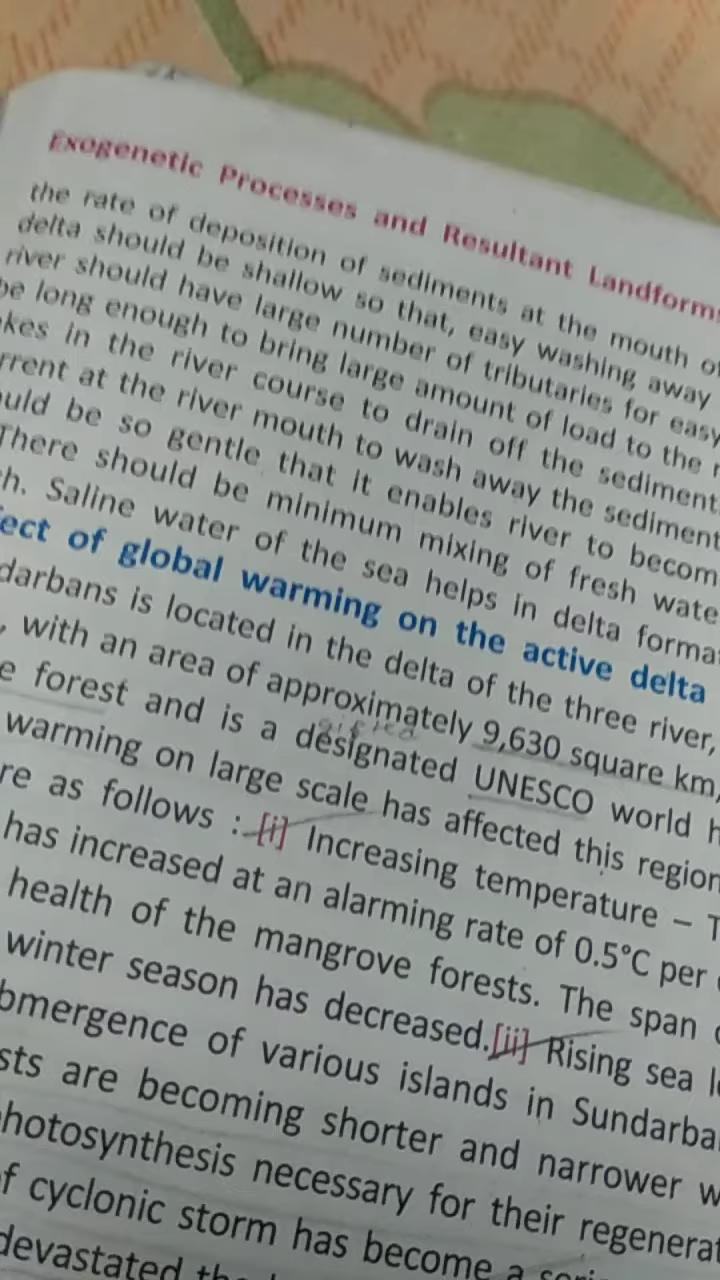 Exogenetic Processes and Resultant Landforms
the rate of deposition of sediments at the mouth of
delta should be shallow so that, easy washing away
river should have large number of tributaries for easy
be long enough to bring large amount of load to the
kes in the river course to drain off the sediment
rrent at the river mouth to wash away the sediment
uld be so gentle that it enables river to becom
There should be minimum mixing of fresh wate
h. Saline water of the sea helps in delta format
ect of global warming on the active delta
darbans is located in the delta of the three river,
, with an area of approximately 9,630 square km,
e forest and is a designated UNESCO world h
warming on large scale has affected this region
re as follows : [i] Increasing temperature – T
has increased at an alarming rate of 0.5°C per
health of the mangrove forests. The span
winter season has decreased.[ii] Rising sea l
bmergence of various islands in Sundarba
sts are becoming shorter and narrower w
hotosynthesis necessary for their regenerat
f cyclonic storm has become a
devastated